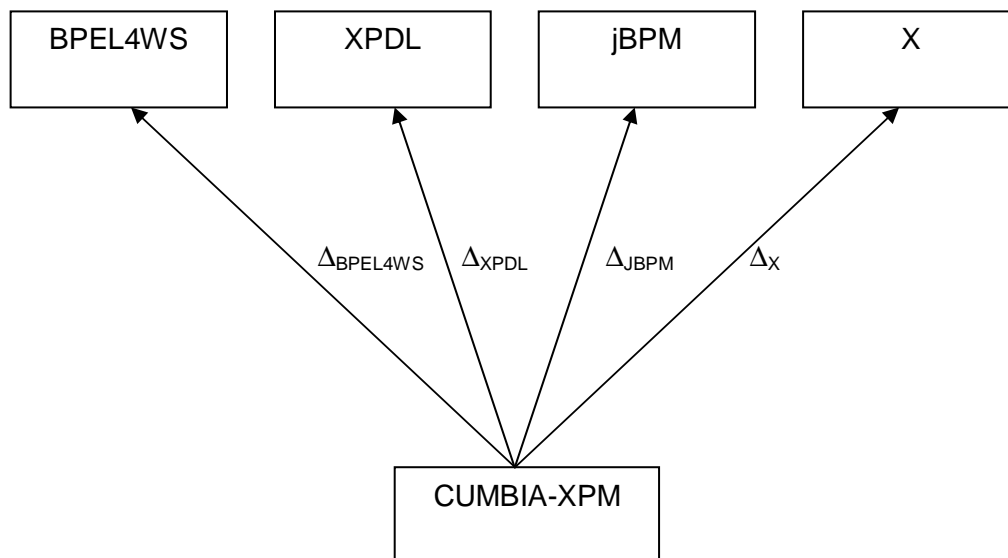 BPEL4WS XPDL jBPM X
ΔBPEL4WS ΔXPDL ΔJBPM ΔX
CUMBIA-XPM